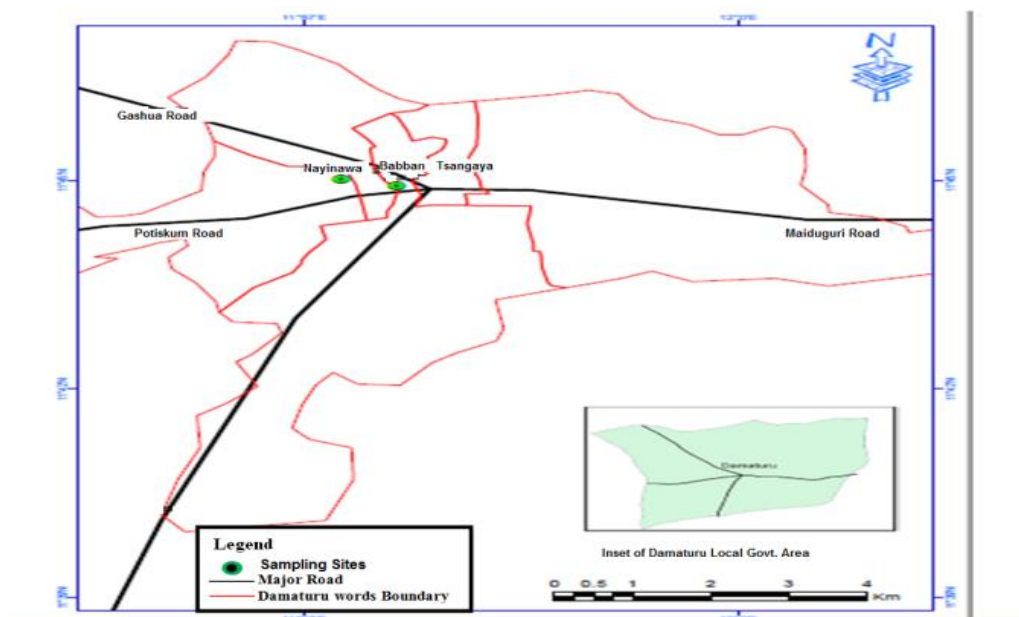 N
Gashua Road
Nayinawa
Babban
Tsangaya
Potiskum Road
Maiduguri Road
Damaturu
Legend
Sampling Sites
Major Road
Damaturu words Boundary
Inset of Damaturu Local Govt. Area
0 0.5 1 2 3 4
Km